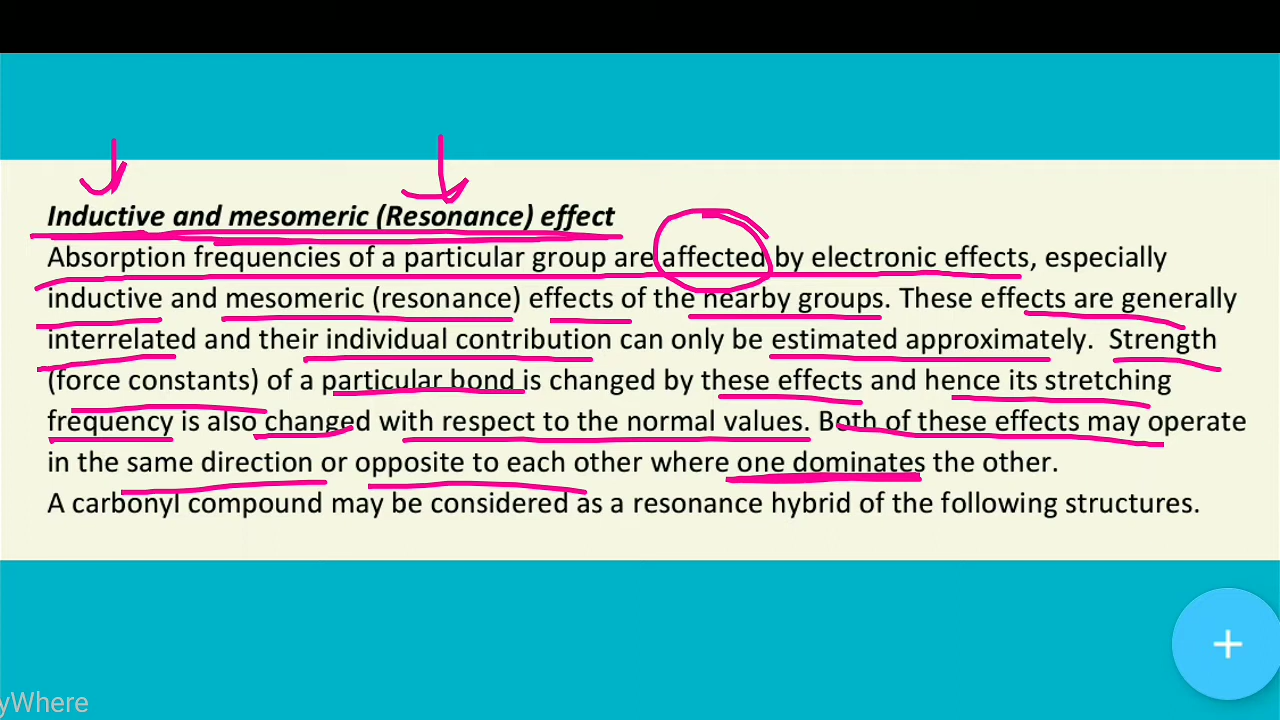 Inductive and mesomeric (Resonance) effect
Absorption frequencies of a particular group are affected by electronic effects, especially
inductive and mesomeric (resonance) effects of the nearby groups. These effects are generally
interrelated and their individual contribution can only be estimated approximately. Strength
(force constants) of a particular bond is changed by these effects and hence its stretching
frequency is also changed with respect to the normal values. Both of these effects may operate
in the same direction or opposite to each other where one dominates the other.
A carbonyl compound may be considered as a resonance hybrid of the following structures.
+
yWhere